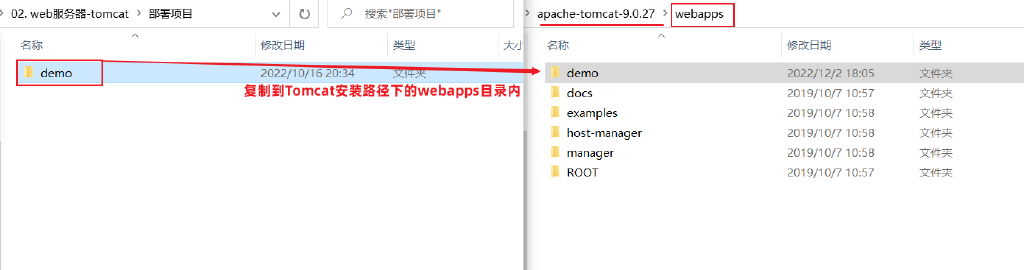 02. web服务器-tomcat > 部署项目
搜索"部署项目"
名称 修改日期 类型 大小
demo 2022/10/16 20:34 文件夹
复制到Tomcat安装路径下的webapps目录内
apache-tomcat-9.0.27 > webapps
名称 修改日期 类型
demo 2022/12/2 18:05 文件夹
docs 2019/10/7 10:57 文件夹
examples 2019/10/7 10:58 文件夹
host-manager 2019/10/7 10:58 文件夹
manager 2019/10/7 10:58 文件夹
ROOT 2019/10/7 10:57 文件夹